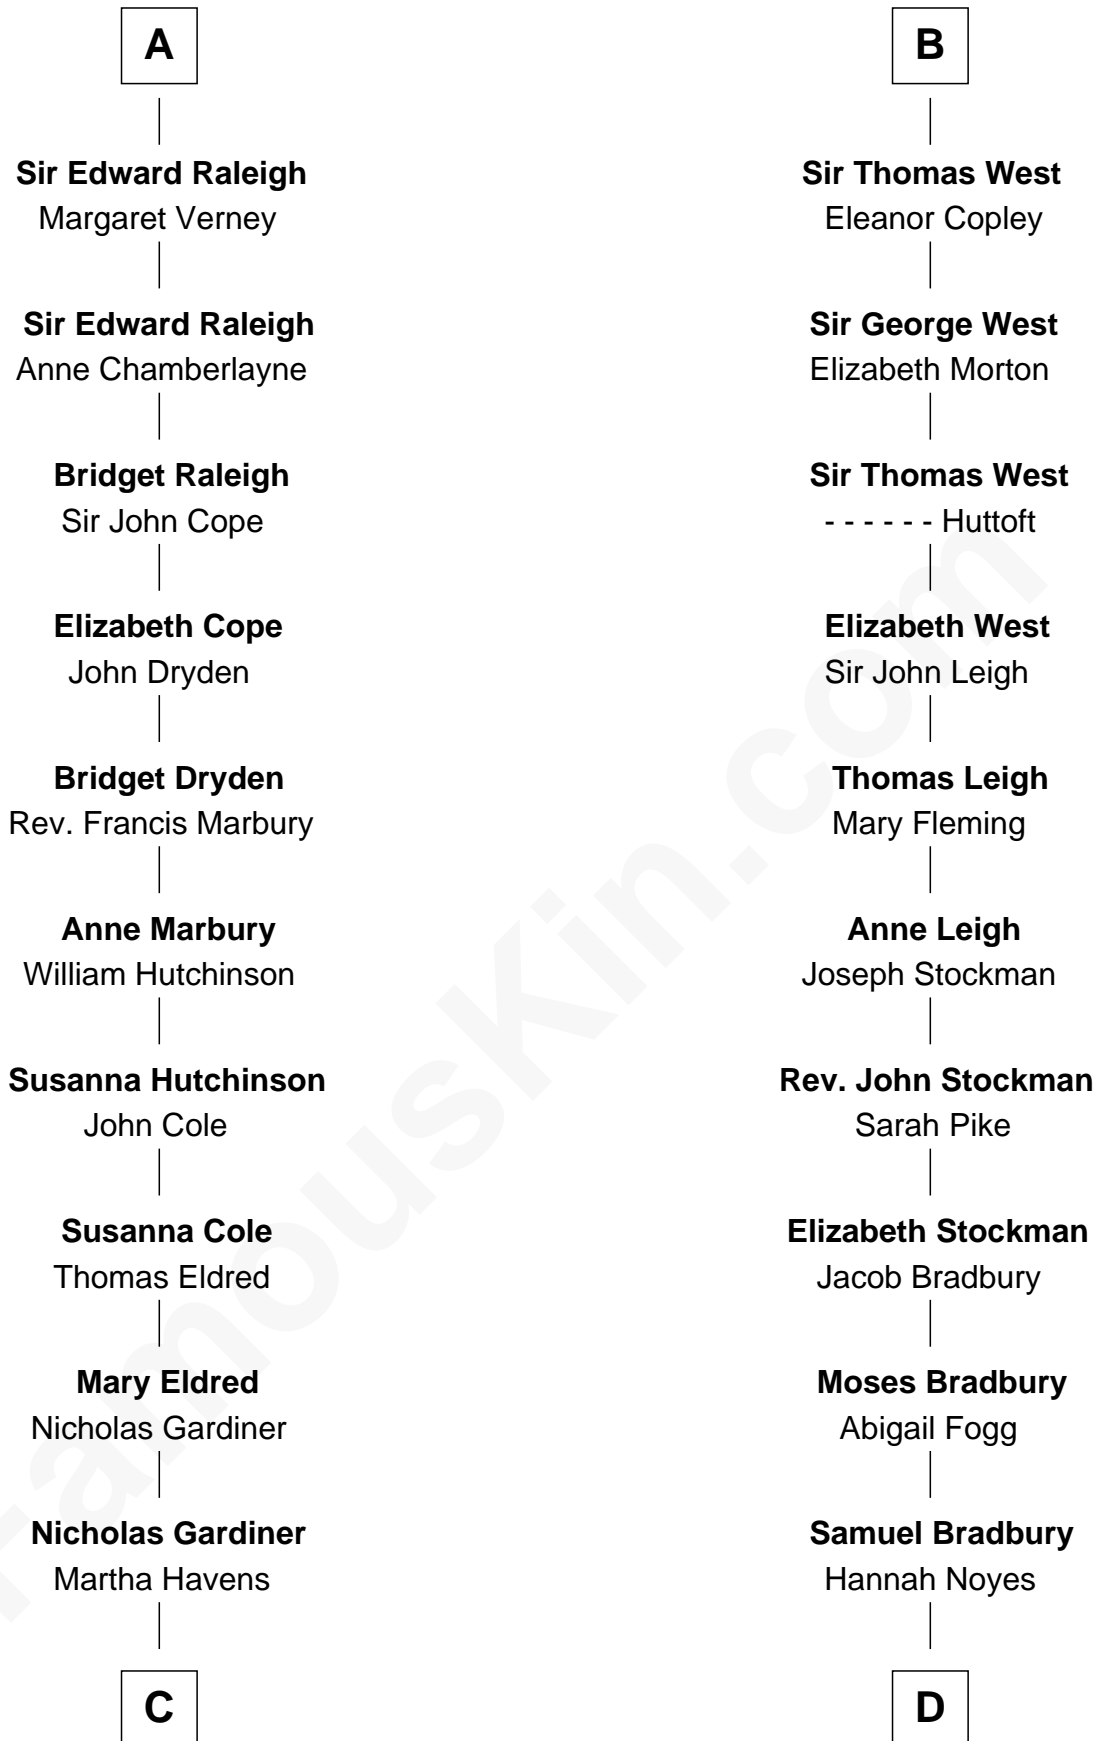 A
Sir Edward Raleigh
Margaret Verney
Sir Edward Raleigh
Anne Chamberlayne
Bridget Raleigh
Sir John Cope
Elizabeth Cope
John Dryden
Bridget Dryden
Rev. Francis Marbury
Anne Marbury
William Hutchinson
Susanna Hutchinson
John Cole
Susanna Cole
Thomas Eldred
Mary Eldred
Nicholas Gardiner
Nicholas Gardiner
Martha Havens
C
B
Sir Thomas West
Eleanor Copley
Sir George West
Elizabeth Morton
Sir Thomas West
- - - - - - Huttoft
Elizabeth West
Sir John Leigh
Thomas Leigh
Mary Fleming
Anne Leigh
Joseph Stockman
Rev. John Stockman
Sarah Pike
Elizabeth Stockman
Jacob Bradbury
Moses Bradbury
Abigail Fogg
Samuel Bradbury
Hannah Noyes
D
FamousKin.com